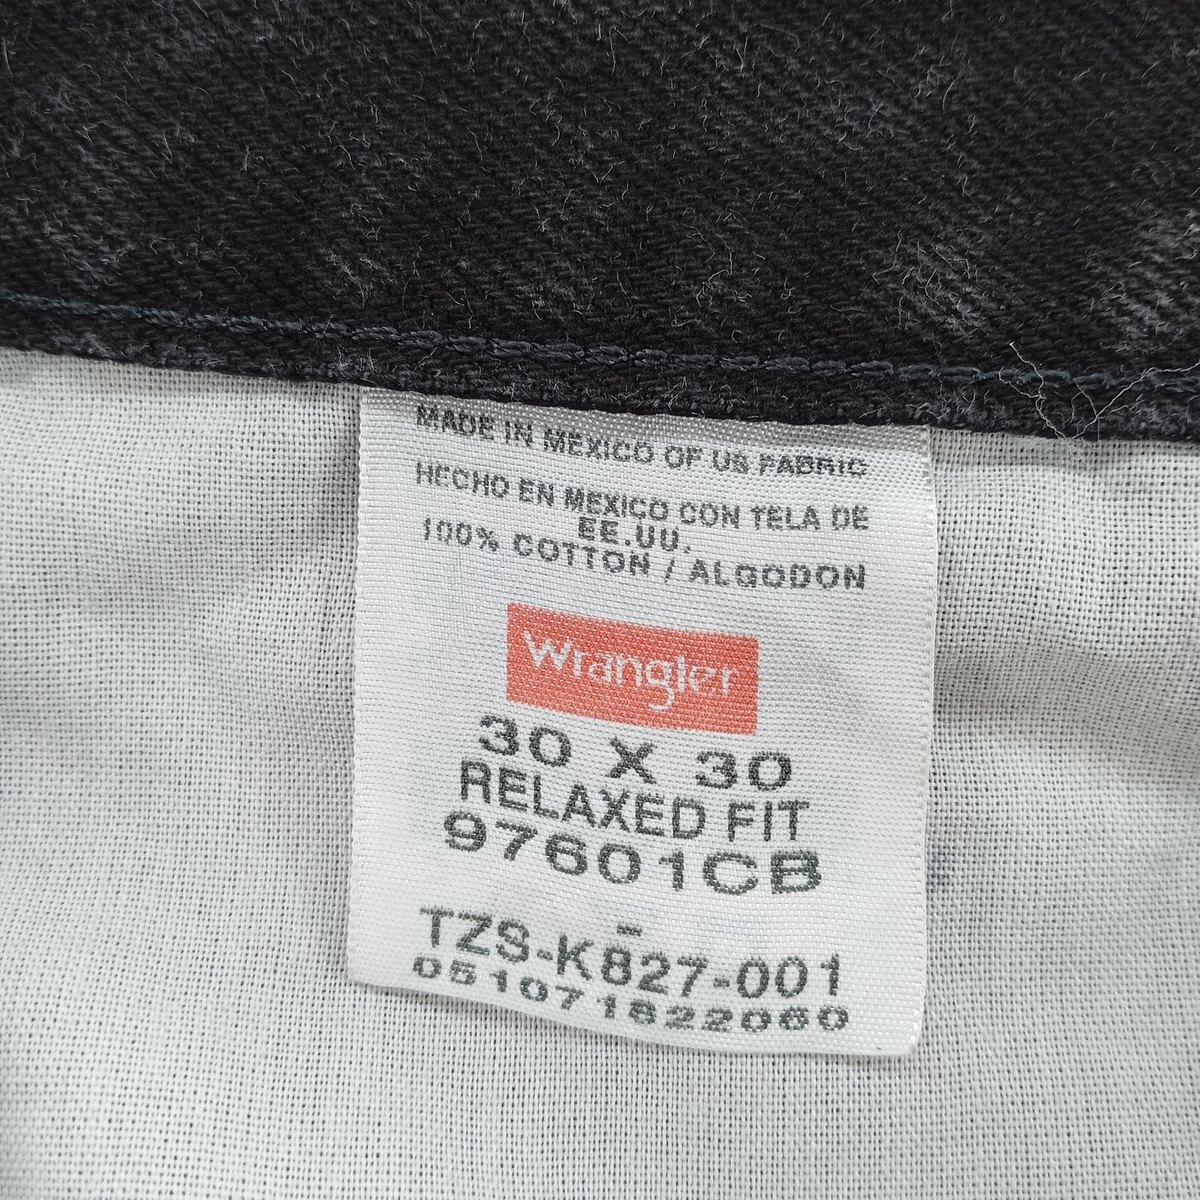 MADE IN MEXICO OF US FABRIC
HECHO EN MEXICO CON TELA DE
EE.UU.
100% COTTON / ALGODON
Wrangler
30 X 30
RELAXED FIT
97601CB
-
TZS-K827-001
051071822060